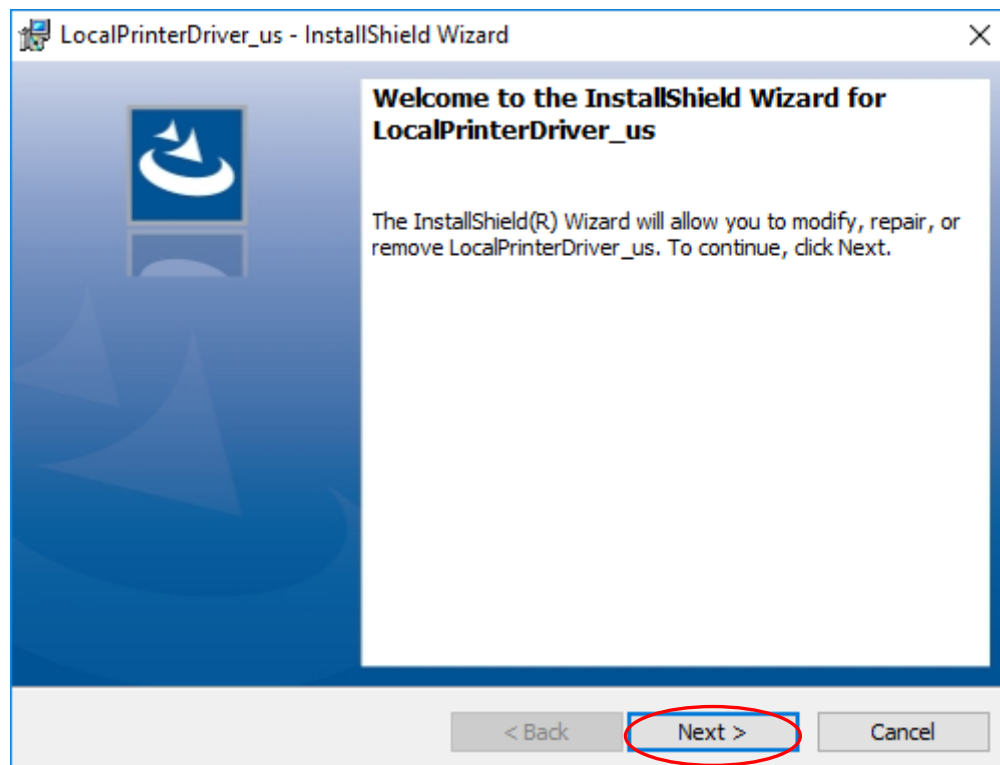 LocalPrinterDriver_us - InstallShield Wizard
Welcome to the InstallShield Wizard for
LocalPrinterDriver_us
The InstallShield(R) Wizard will allow you to modify, repair, or
remove LocalPrinterDriver_us. To continue, click Next.
< Back Next > Cancel